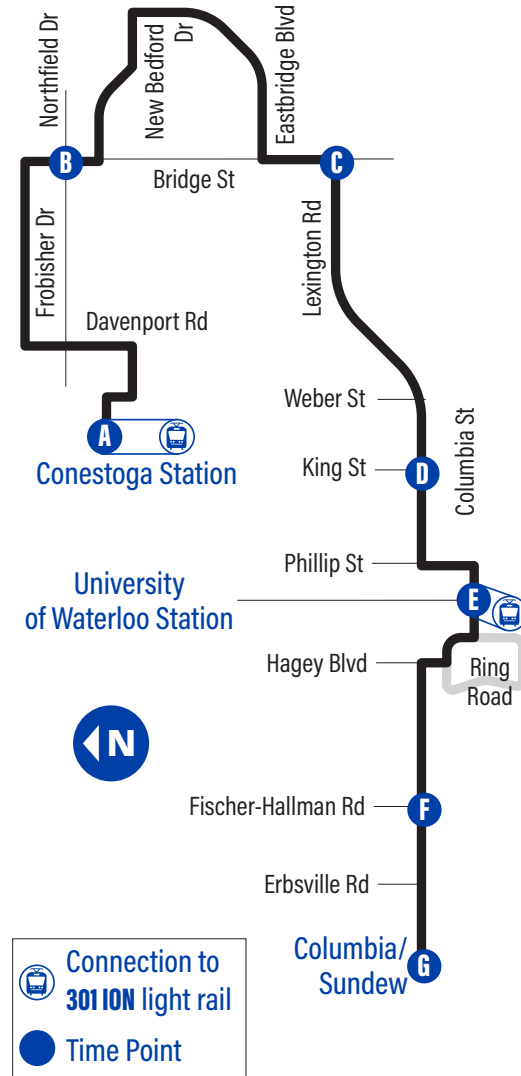 Northfield Dr
New Bedford
Dr
Eastbridge Blvd
B
C
Bridge St
Frobisher Dr
Lexington Rd
Davenport Rd
A
Conestoga Station
Weber St
Columbia St
King St
D
Phillip St
University
of Waterloo Station
E
Hagey Blvd
Ring
Road
N
Fischer-Hallman Rd
F
Erbsville Rd
Columbia/
Sundew
G
Connection to
301 ION light rail
Time Point